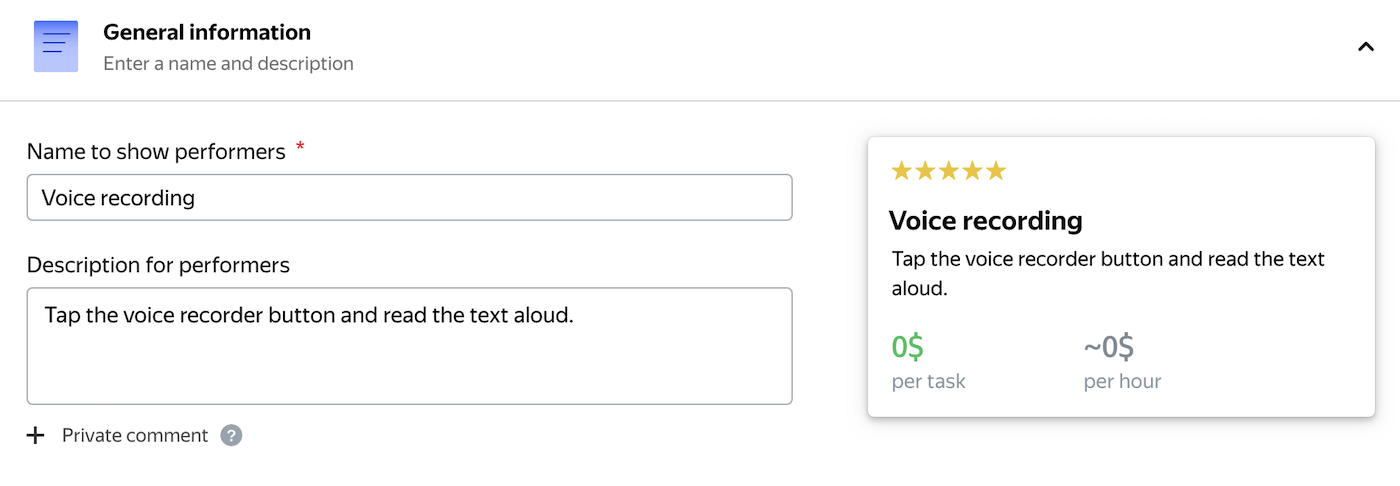 General information
Enter a name and description
Name to show performers *
Voice recording
Description for performers
Tap the voice recorder button and read the text aloud.
+ Private comment ?
Voice recording
Tap the voice recorder button and read the text
aloud.
0$ ~0$
per task per hour